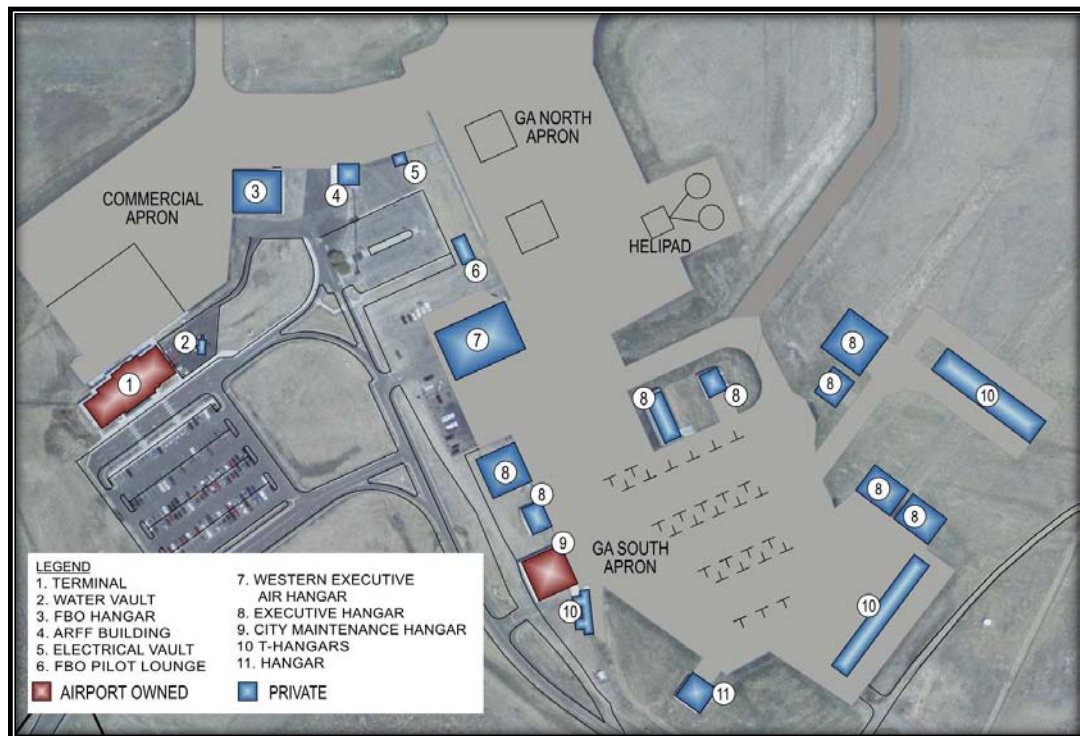 GA NORTH
APRON
COMMERCIAL
APRON
3
4
5
HELIPAD
6
2
7
1
8
8
10
8
8
8
8
8
8
9
GA SOUTH
APRON
10
10
11
LEGEND
1. TERMINAL
2. WATER VAULT
3. FBO HANGAR
4. ARFF BUILDING
5. ELECTRICAL VAULT
6. FBO PILOT LOUNGE
7. WESTERN EXECUTIVE
AIR HANGAR
8. EXECUTIVE HANGAR
9. CITY MAINTENANCE HANGAR
10 T-HANGARS
11. HANGAR
AIRPORT OWNED
PRIVATE